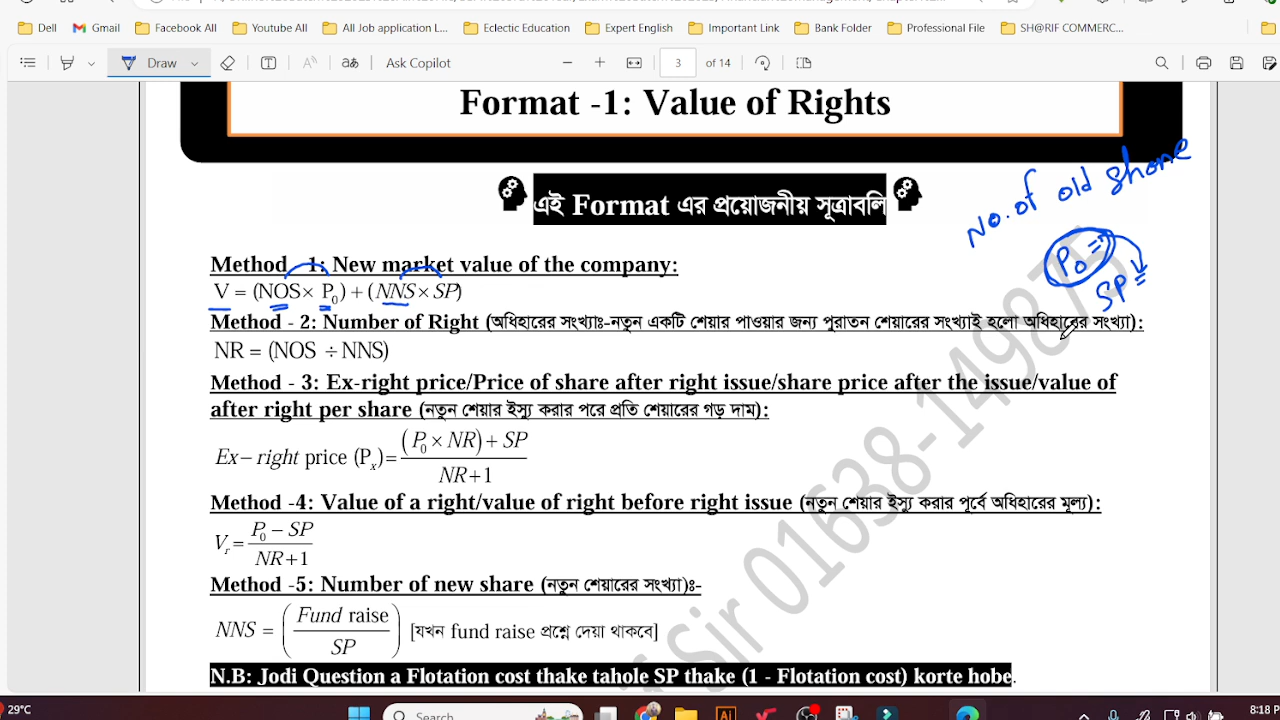 Dell Gmail Facebook All Youtube All All Job application L... Eclectic Education Expert English Important Link Bank Folder Professional File SH@RIF COMMERC...
Draw Ask Copilot 3 of 14
Format -1: Value of Rights
এই Format এর প্রয়োজনীয় সূত্রাবলি
No. of old share
P₀ =
SP
Method - 1: New market value of the company:
V = (NOS× P₀) + (NNS × SP)
Method - 2: Number of Right (অধিহারের সংখ্যাঃ-নতুন একটি শেয়ার পাওয়ার জন্য পুরাতন শেয়ারের সংখ্যাই হলো অধিহারের সংখ্যা):
NR = (NOS ÷ NNS)
Method - 3: Ex-right price/Price of share after right issue/share price after the issue/value of
after right per share (নতুন শেয়ার ইস্যু করার পরে প্রতি শেয়ারের গড় দাম):
(P₀ × NR) + SP
Ex– right price (Pₓ)=
NR+1
Method -4: Value of a right/value of right before right issue (নতুন শেয়ার ইস্যু করার পূর্বে অধিহারের মূল্য):
P₀ – SP
Vᵣ =
NR+1
Method -5: Number of new share (নতুন শেয়ারের সংখ্যা)ঃ-
Fund raise
NNS = [যখন fund raise প্রশ্নে দেয়া থাকবে]
SP
N.B: Jodi Question a Flotation cost thake tahole SP thake (1 - Flotation cost) korte hobe.
Sir 01638-149875
29°C Search 8:18 P